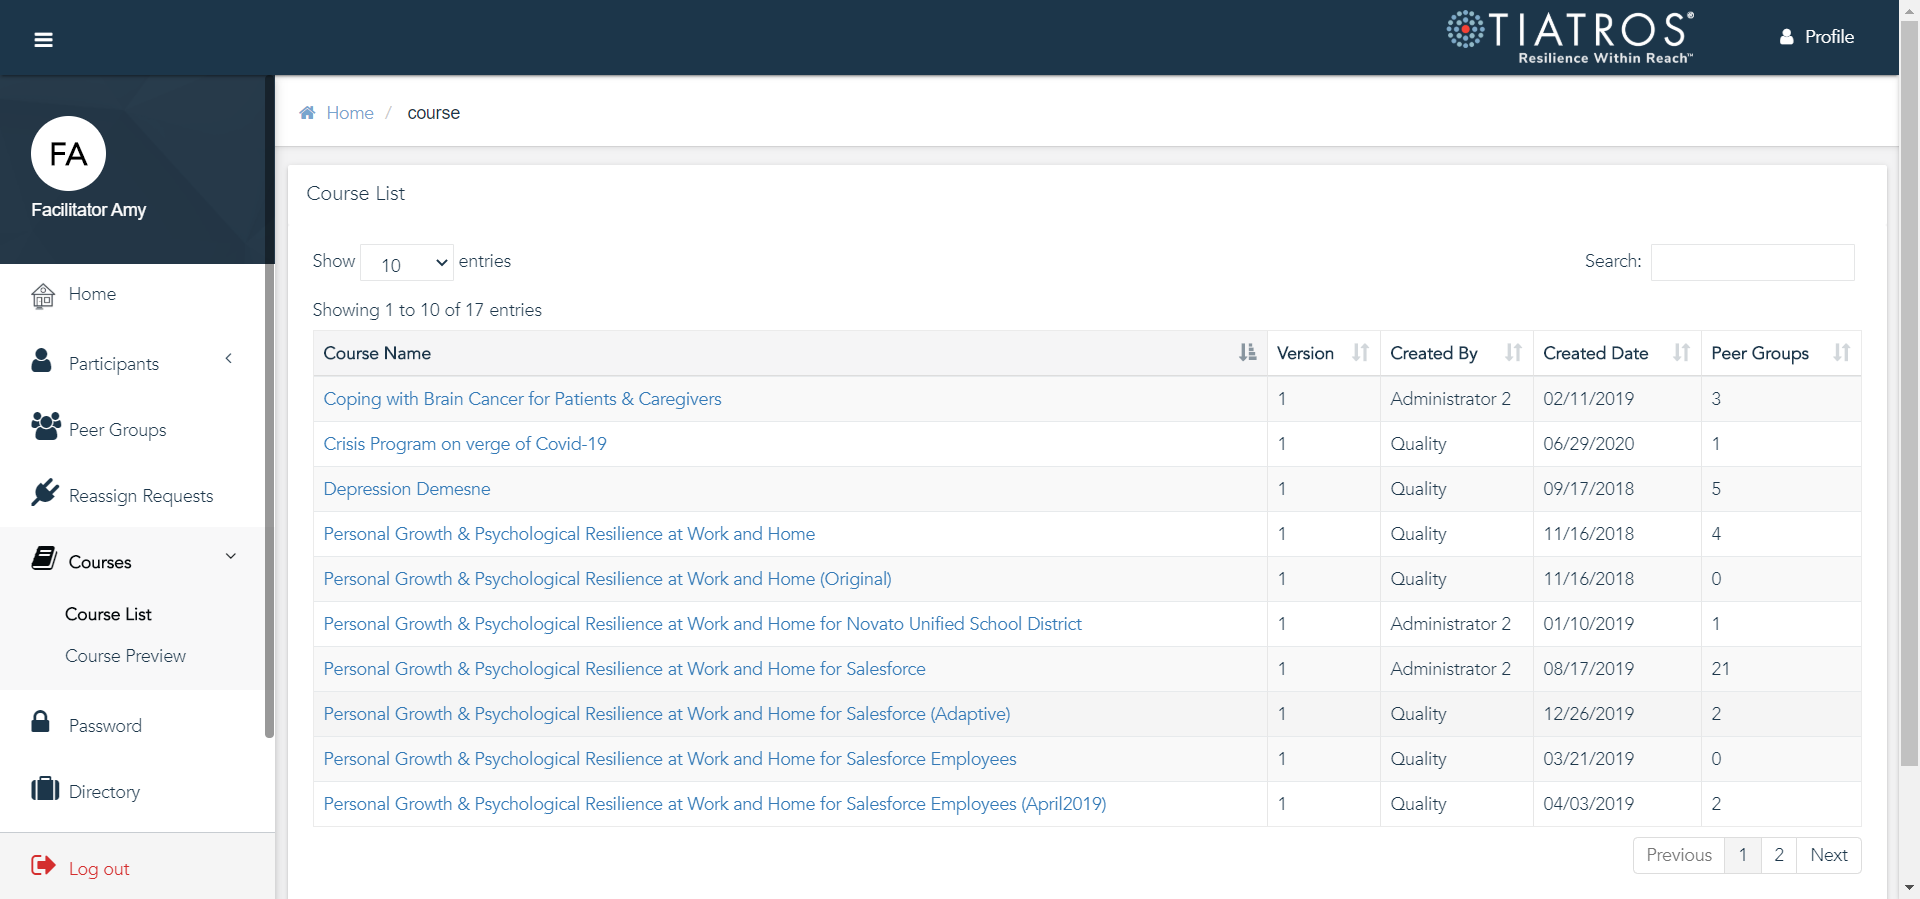 TIATROS®
Resilience Within Reach™
Profile
FA
Facilitator Amy
Home
Participants
Peer Groups
Reassign Requests
Courses
Course List
Course Preview
Password
Directory
Log out
Home / course
Course List
Show 10 entries
Search:
Showing 1 to 10 of 17 entries
Course Name Version Created By Created Date Peer Groups
Coping with Brain Cancer for Patients & Caregivers 1 Administrator 2 02/11/2019 3
Crisis Program on verge of Covid-19 1 Quality 06/29/2020 1
Depression Demesne 1 Quality 09/17/2018 5
Personal Growth & Psychological Resilience at Work and Home 1 Quality 11/16/2018 4
Personal Growth & Psychological Resilience at Work and Home (Original) 1 Quality 11/16/2018 0
Personal Growth & Psychological Resilience at Work and Home for Novato Unified School District 1 Administrator 2 01/10/2019 1
Personal Growth & Psychological Resilience at Work and Home for Salesforce 1 Administrator 2 08/17/2019 21
Personal Growth & Psychological Resilience at Work and Home for Salesforce (Adaptive) 1 Quality 12/26/2019 2
Personal Growth & Psychological Resilience at Work and Home for Salesforce Employees 1 Quality 03/21/2019 0
Personal Growth & Psychological Resilience at Work and Home for Salesforce Employees (April2019) 1 Quality 04/03/2019 2
Previous 1 2 Next